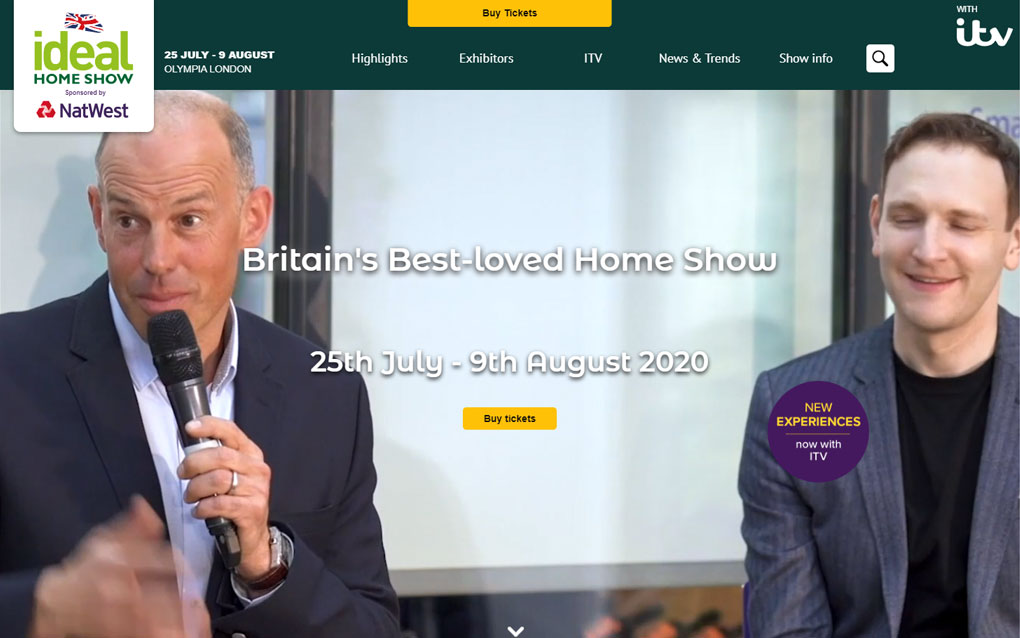 Buy Tickets
WITH
itv
ideal
HOME SHOW
Sponsored by
NatWest
25 JULY - 9 AUGUST
OLYMPIA LONDON
Highlights
Exhibitors
ITV
News & Trends
Show info
Britain's Best-loved Home Show
25th July - 9th August 2020
Buy tickets
NEW
EXPERIENCES
now with
ITV